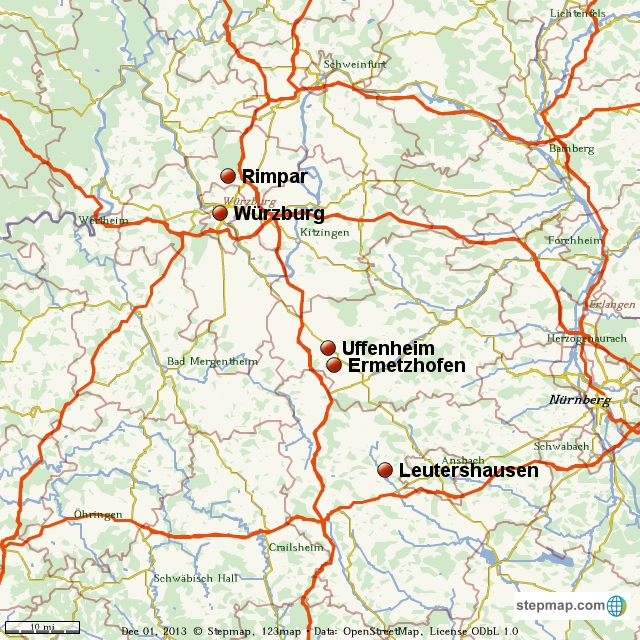 Lichtenfels
Schweinfurt
Bamberg
Rimpar
Würzburg
Würzburg
Wertheim
Kitzingen
Forchheim
Erlangen
Herzogenaurach
Uffenheim
Bad Mergentheim
Ermetzhofen
Nürnberg
Schwabach
Ansbach
Leutershausen
Öhringen
Crailsheim
Schwäbisch Hall
stepmap.com
10 mi
Dec 01, 2013 © Stepmap, 123map • Data: OpenStreetMap, License ODbL 1.0